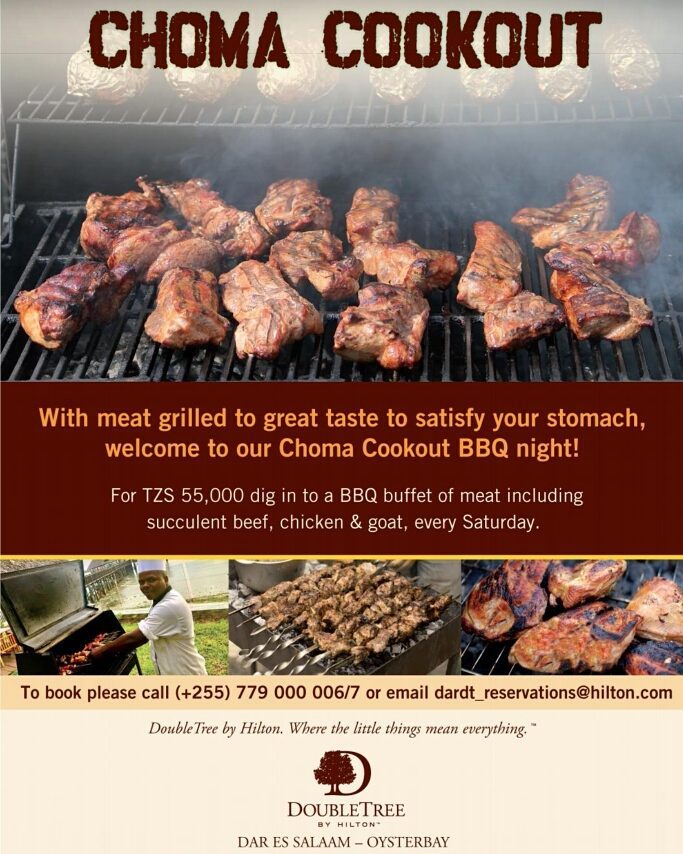 CHOMA COOKOUT
With meat grilled to great taste to satisfy your stomach,
welcome to our Choma Cookout BBQ night!
For TZS 55,000 dig in to a BBQ buffet of meat including
succulent beef, chicken & goat, every Saturday.
To book please call (+255) 779 000 006/7 or email dardt_reservations@hilton.com
DoubleTree by Hilton. Where the little things mean everything.™
D
DOUBLETREE
BY HILTON™
DAR ES SALAAM – OYSTERBAY